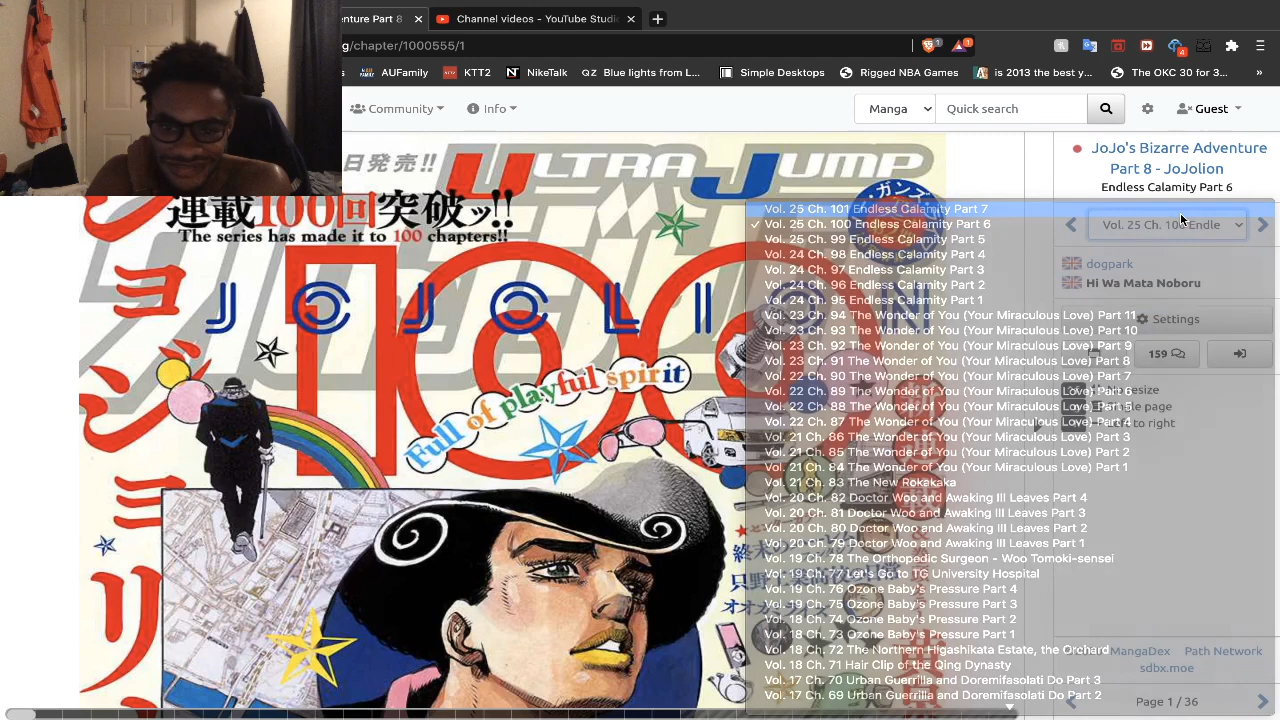 enture Part 8
Channel videos - YouTube Studi
g/chapter/1000555/1
AUFamily
KTT2
NikeTalk
QZ Blue lights from L...
Simple Desktops
Rigged NBA Games
is 2013 the best y...
The OKC 30 for 3...
»
Community
Info
Manga
Quick search
Guest
日発売!!
ULTRA JUMP
連載100回突破ッ!!
The series has made it to 100 chapters!!
JOJOLI
100
Full of playful spirit
ジョジョリ
JoJo's Bizarre Adventure
Part 8 - JoJolion
Endless Calamity Part 6
Vol. 25 Ch. 100 Endle
dogpark
Hi Wa Mata Noboru
Settings
159
Vol. 25 Ch. 101 Endless Calamity Part 7
Vol. 25 Ch. 100 Endless Calamity Part 6
Vol. 25 Ch. 99 Endless Calamity Part 5
Vol. 24 Ch. 98 Endless Calamity Part 4
Vol. 24 Ch. 97 Endless Calamity Part 3
Vol. 24 Ch. 96 Endless Calamity Part 2
Vol. 24 Ch. 95 Endless Calamity Part 1
Vol. 23 Ch. 94 The Wonder of You (Your Miraculous Love) Part 11
Vol. 23 Ch. 93 The Wonder of You (Your Miraculous Love) Part 10
Vol. 23 Ch. 92 The Wonder of You (Your Miraculous Love) Part 9
Vol. 23 Ch. 91 The Wonder of You (Your Miraculous Love) Part 8
Vol. 22 Ch. 90 The Wonder of You (Your Miraculous Love) Part 7
Vol. 22 Ch. 89 The Wonder of You (Your Miraculous Love) Part 6
Vol. 22 Ch. 88 The Wonder of You (Your Miraculous Love) Part 5
Vol. 22 Ch. 87 The Wonder of You (Your Miraculous Love) Part 4
Vol. 21 Ch. 86 The Wonder of You (Your Miraculous Love) Part 3
Vol. 21 Ch. 85 The Wonder of You (Your Miraculous Love) Part 2
Vol. 21 Ch. 84 The Wonder of You (Your Miraculous Love) Part 1
Vol. 21 Ch. 83 The New Rokakaka
Vol. 20 Ch. 82 Doctor Woo and Awaking III Leaves Part 4
Vol. 20 Ch. 81 Doctor Woo and Awaking III Leaves Part 3
Vol. 20 Ch. 80 Doctor Woo and Awaking III Leaves Part 2
Vol. 20 Ch. 79 Doctor Woo and Awaking III Leaves Part 1
Vol. 19 Ch. 78 The Orthopedic Surgeon - Woo Tomoki-sensei
Vol. 19 Ch. 77 Let's Go to TG University Hospital
Vol. 19 Ch. 76 Ozone Baby's Pressure Part 4
Vol. 19 Ch. 75 Ozone Baby's Pressure Part 3
Vol. 18 Ch. 74 Ozone Baby's Pressure Part 2
Vol. 18 Ch. 73 Ozone Baby's Pressure Part 1
Vol. 18 Ch. 72 The Northern Higashikata Estate, the Orchard
Vol. 18 Ch. 71 Hair Clip of the Qing Dynasty
Vol. 17 Ch. 70 Urban Guerrilla and Doremifasolati Do Part 3
Vol. 17 Ch. 69 Urban Guerrilla and Doremifasolati Do Part 2
MangaDex
Path Network
sdbx.moe
Page 1 / 36